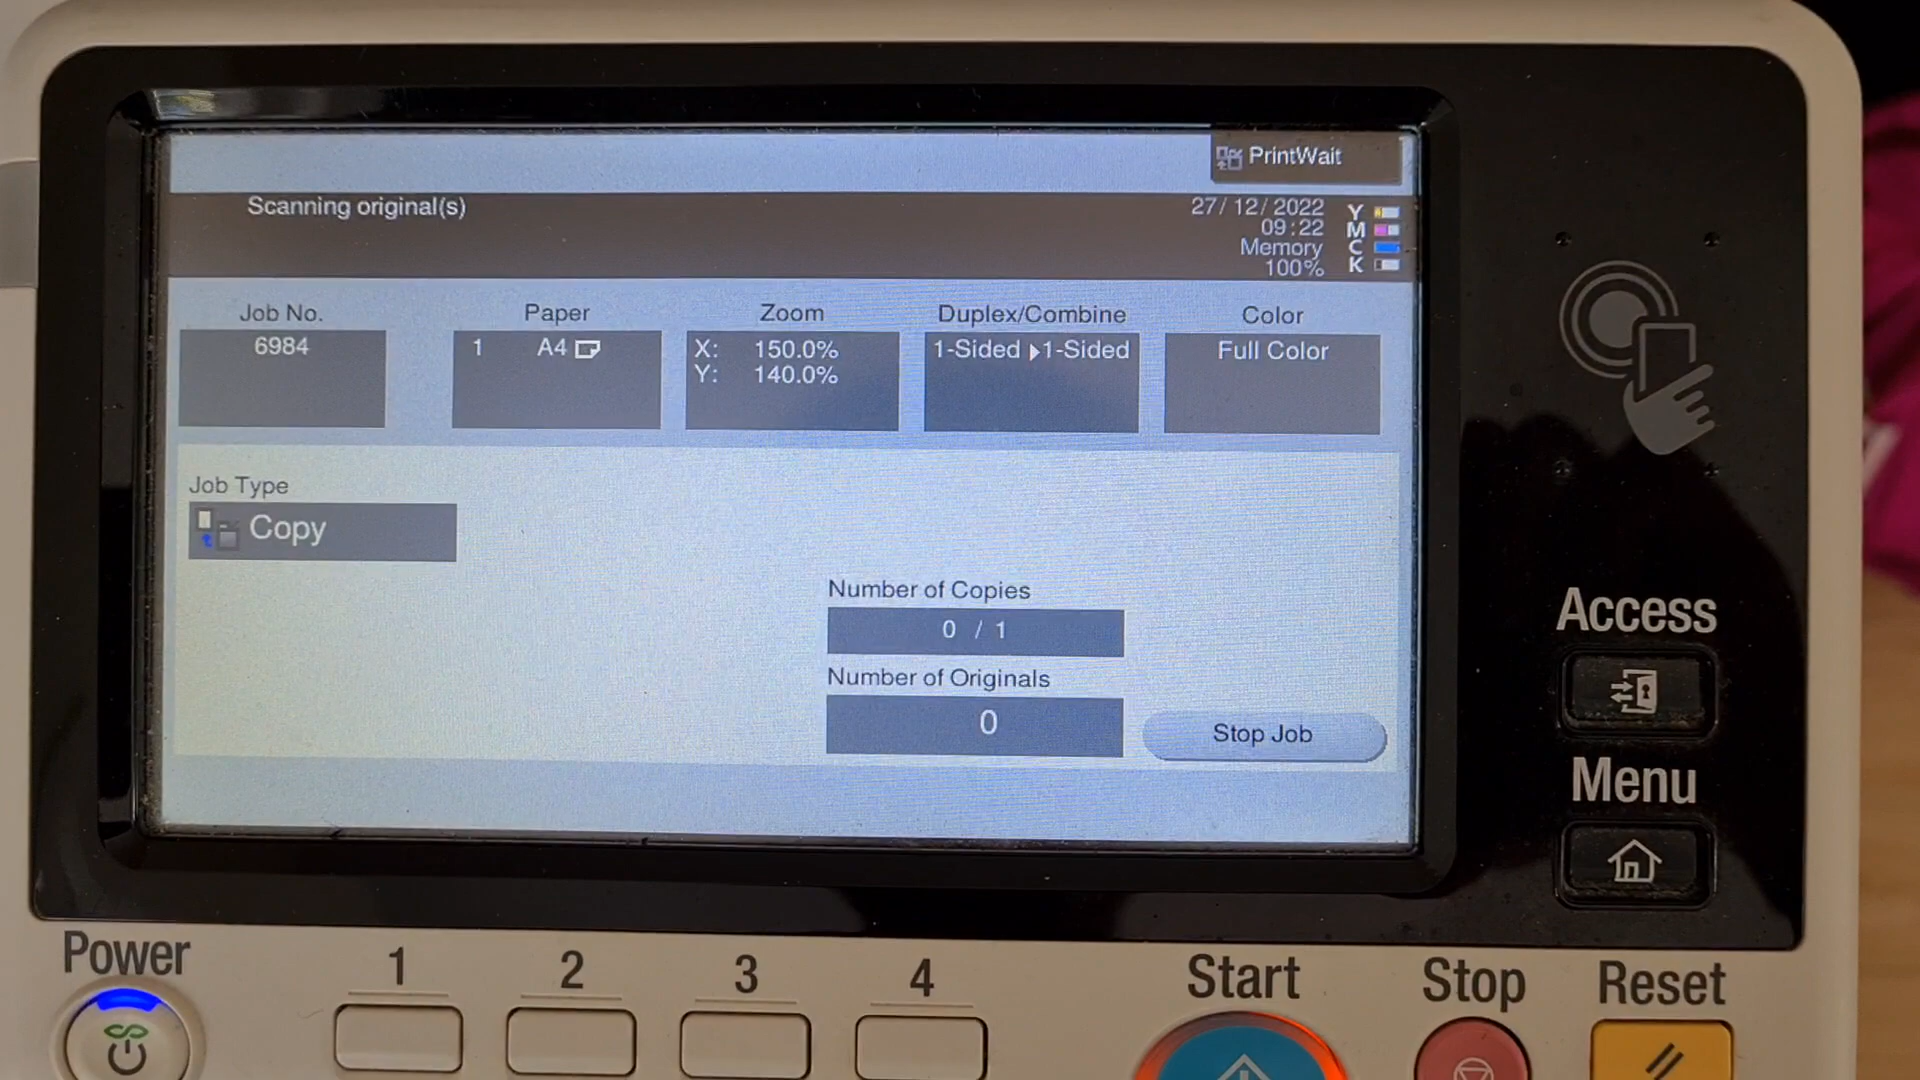 PrintWait
Scanning original(s)
27/12/2022
09:22
Memory
100%
Y
M
C
K
Job No.
6984
Paper
1 A4
Zoom
X: 150.0%
Y: 140.0%
Duplex/Combine
1-Sided ▶1-Sided
Color
Full Color
Job Type
Copy
Number of Copies
0 / 1
Number of Originals
0
Stop Job
Access
Menu
Power
1
2
3
4
Start
Stop
Reset